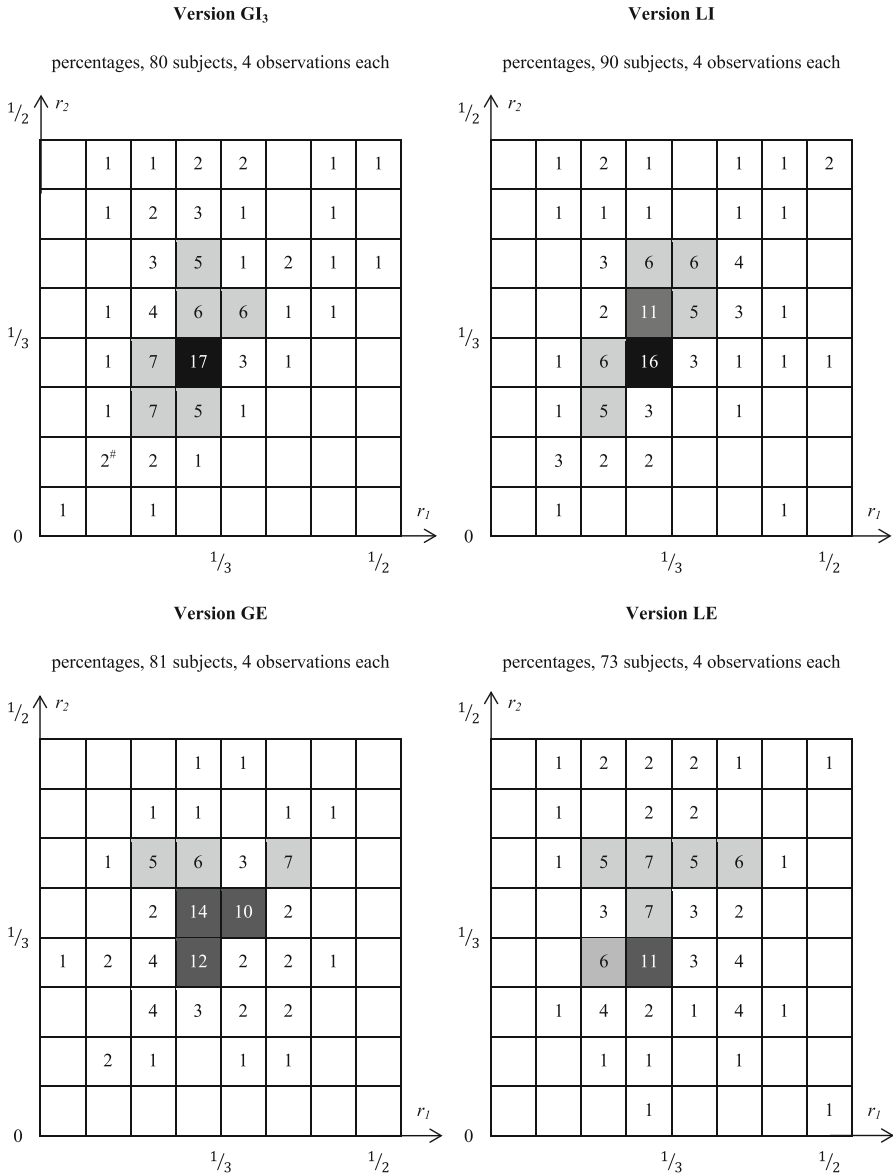 Version GI₃
percentages, 80 subjects, 4 observations each
1/2 r₂
1 1 2 2 1 1
1 2 3 1 1
3 5 1 2 1 1
1 4 6 6 1 1
1/3
1 7 17 3 1
1 7 5 1
2# 2 1
1 1 r₁
0
1/3 1/2
Version LI
percentages, 90 subjects, 4 observations each
1/2 r₂
1 2 1 1 1 2
1 1 1 1 1
3 6 6 4
2 11 5 3 1
1/3
1 6 16 3 1 1 1
1 5 3 1
3 2 2
1 1 r₁
0
1/3 1/2
Version GE
percentages, 81 subjects, 4 observations each
1/2 r₂
1 1
1 1 1 1
1 5 6 3 7
2 14 10 2
1/3
1 2 4 12 2 2 1
4 3 2 2
2 1 1 1
r₁
0
1/3 1/2
Version LE
percentages, 73 subjects, 4 observations each
1/2 r₂
1 2 2 2 1 1
1 2 2
1 5 7 5 6 1
3 7 3 2
1/3
6 11 3 4
1 4 2 1 4 1
1 1 1
1 1 r₁
0
1/3 1/2